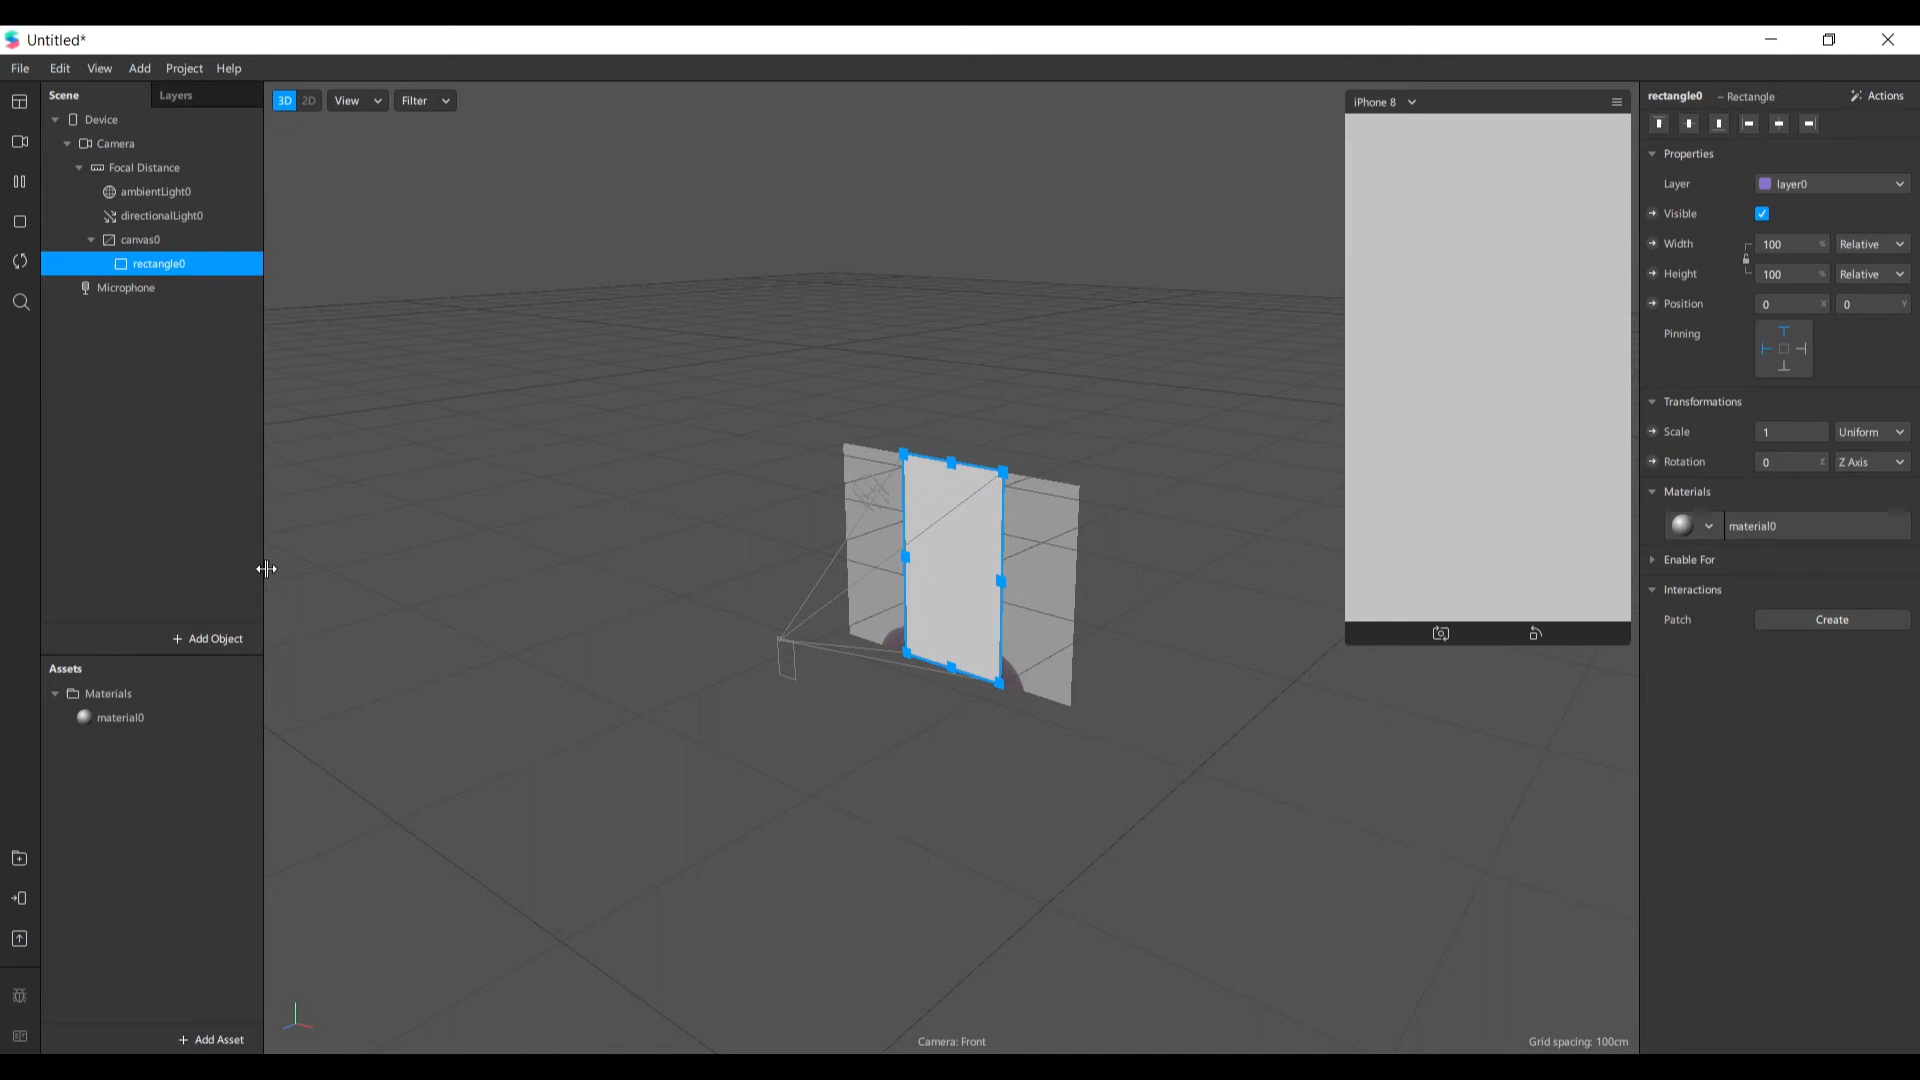 Untitled*
File Edit View Add Project Help
Scene Layers
Device
Camera
Focal Distance
ambientLight0
directionalLight0
canvas0
rectangle0
Microphone
+ Add Object
Assets
Materials
material0
+ Add Asset
3D 2D View Filter
Camera: Front
Grid spacing: 100cm
iPhone 8
rectangle0 – Rectangle Actions
Properties
Layer layer0
Visible
Width 100 % Relative
Height 100 % Relative
Position 0 X 0 Y
Pinning
Transformations
Scale 1 Uniform
Rotation 0 Z Z Axis
Materials
material0
Enable For
Interactions
Patch Create